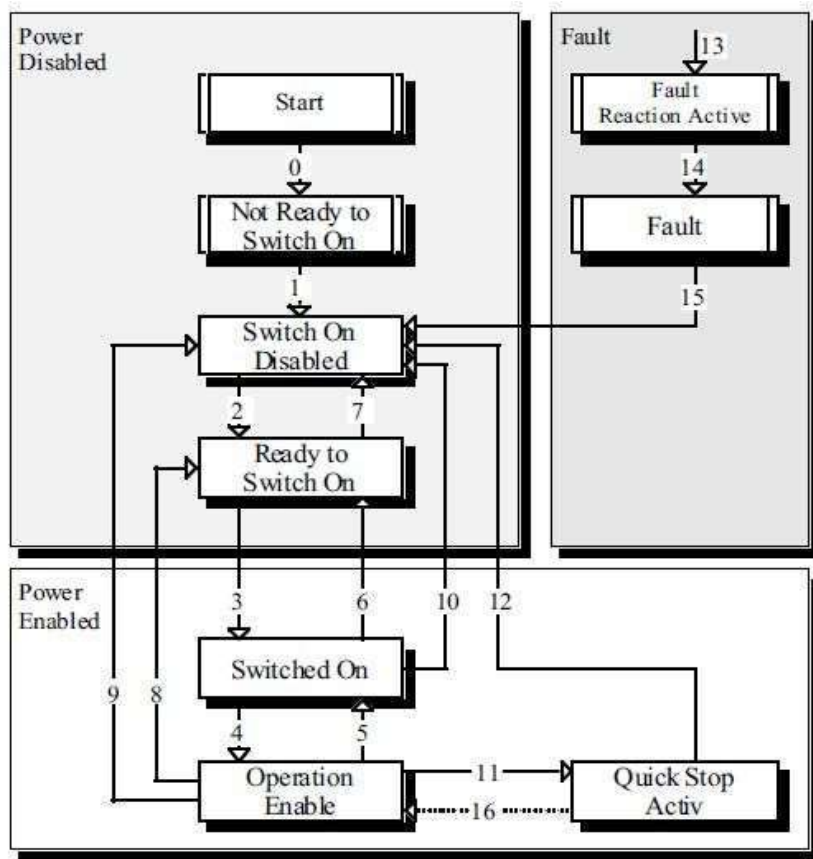 Power
Disabled
Start
0
Not Ready to
Switch On
1
Switch On
Disabled
2
7
Ready to
Switch On
Fault
13
Fault
Reaction Active
14
Fault
15
Power
Enabled
3
6
10
12
Switched On
9
8
4
5
Operation
Enable
11
16
Quick Stop
Activ